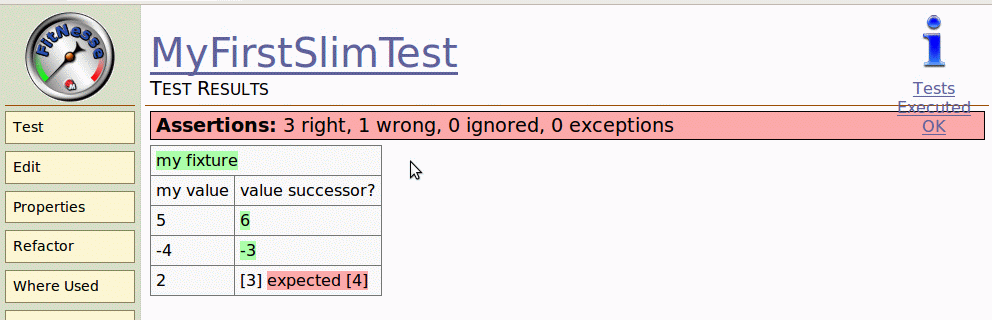 FitNesse
Test
Edit
Properties
Refactor
Where Used
MyFirstSlimTest
TEST RESULTS
Tests
Executed
OK
Assertions: 3 right, 1 wrong, 0 ignored, 0 exceptions
my fixture
my value value successor?
5 6
-4 -3
2 [3] expected [4]